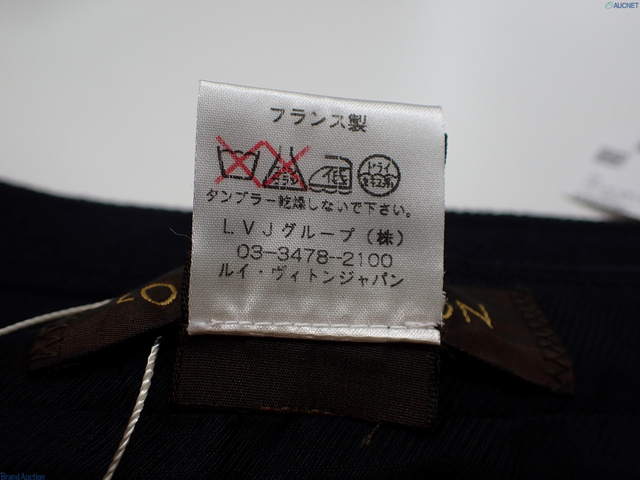 AUCNET
フランス製
タンブラー乾燥しないで下さい。
LVJグループ（株）
03-3478-2100
ルイ・ヴィトンジャパン
Brand Auction